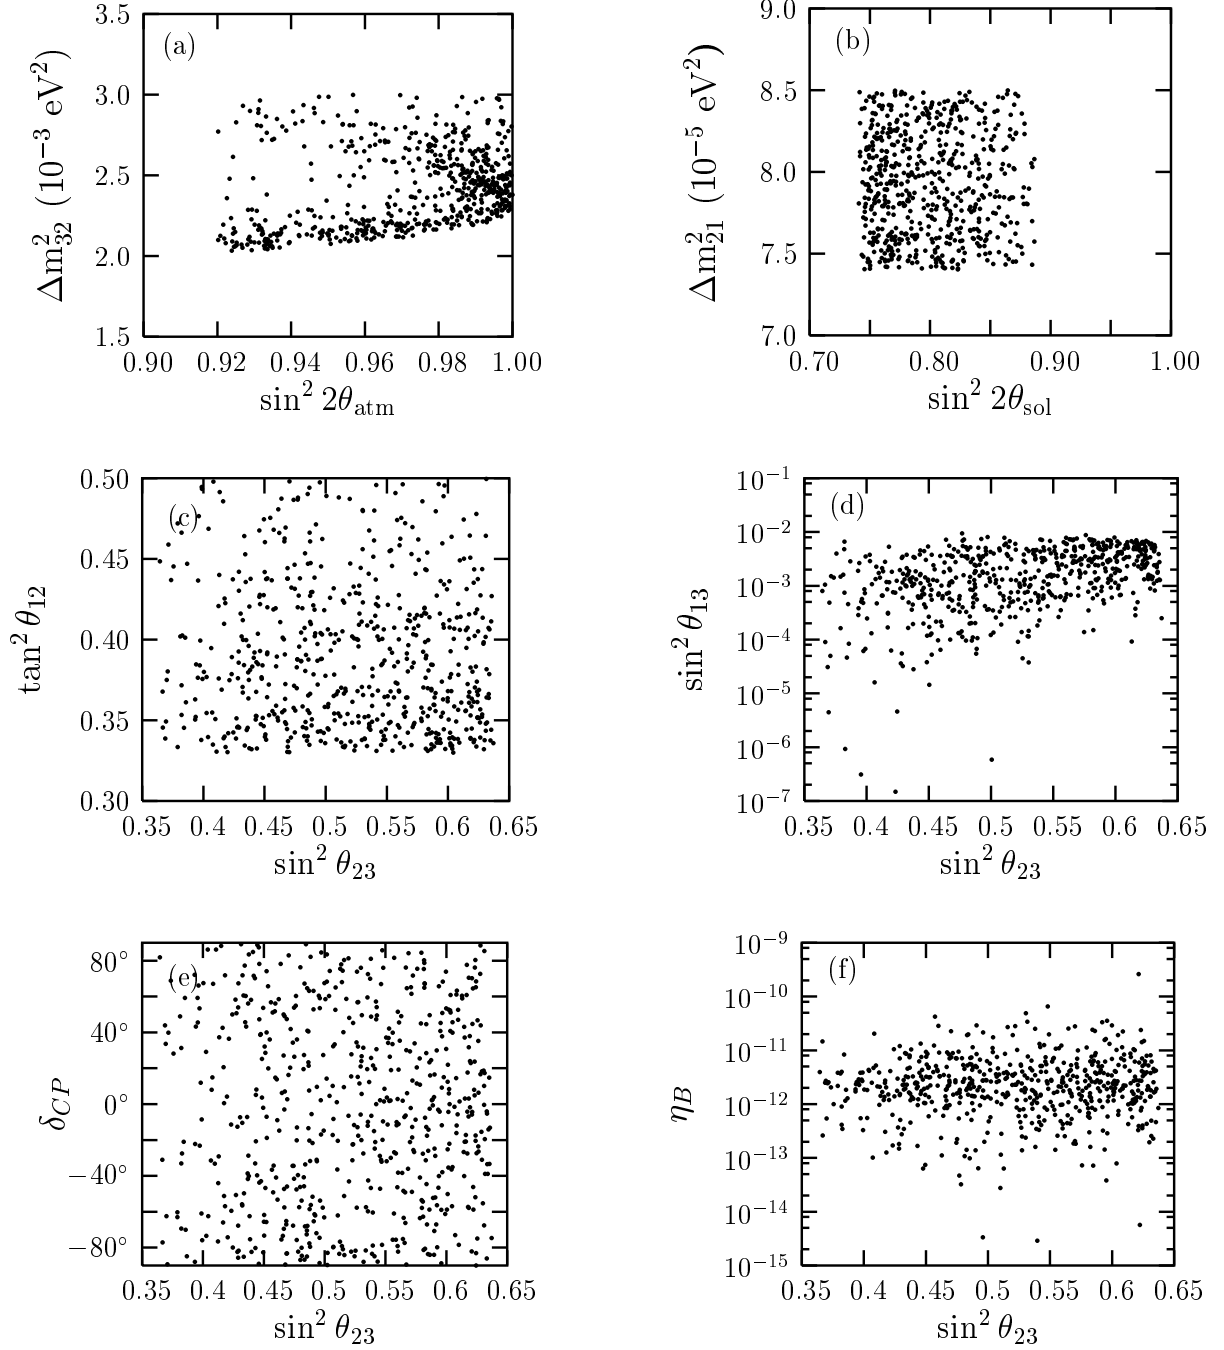 (a)
3.5
3.0
2.5
2.0
1.5
Δm²₃₂ (10⁻³ eV²)
0.90 0.92 0.94 0.96 0.98 1.00
sin² 2θ_atm
(b)
9.0
8.5
8.0
7.5
7.0
Δm²₂₁ (10⁻⁵ eV²)
0.70 0.80 0.90 1.00
sin² 2θ_sol
(c)
0.50
0.45
0.40
0.35
0.30
tan² θ₁₂
0.35 0.4 0.45 0.5 0.55 0.6 0.65
sin² θ₂₃
(d)
10⁻¹
10⁻²
10⁻³
10⁻⁴
10⁻⁵
10⁻⁶
10⁻⁷
sin² θ₁₃
0.35 0.4 0.45 0.5 0.55 0.6 0.65
sin² θ₂₃
(e)
80°
40°
0°
−40°
−80°
δ_CP
0.35 0.4 0.45 0.5 0.55 0.6 0.65
sin² θ₂₃
(f)
10⁻⁹
10⁻¹⁰
10⁻¹¹
10⁻¹²
10⁻¹³
10⁻¹⁴
10⁻¹⁵
η_B
0.35 0.4 0.45 0.5 0.55 0.6 0.65
sin² θ₂₃